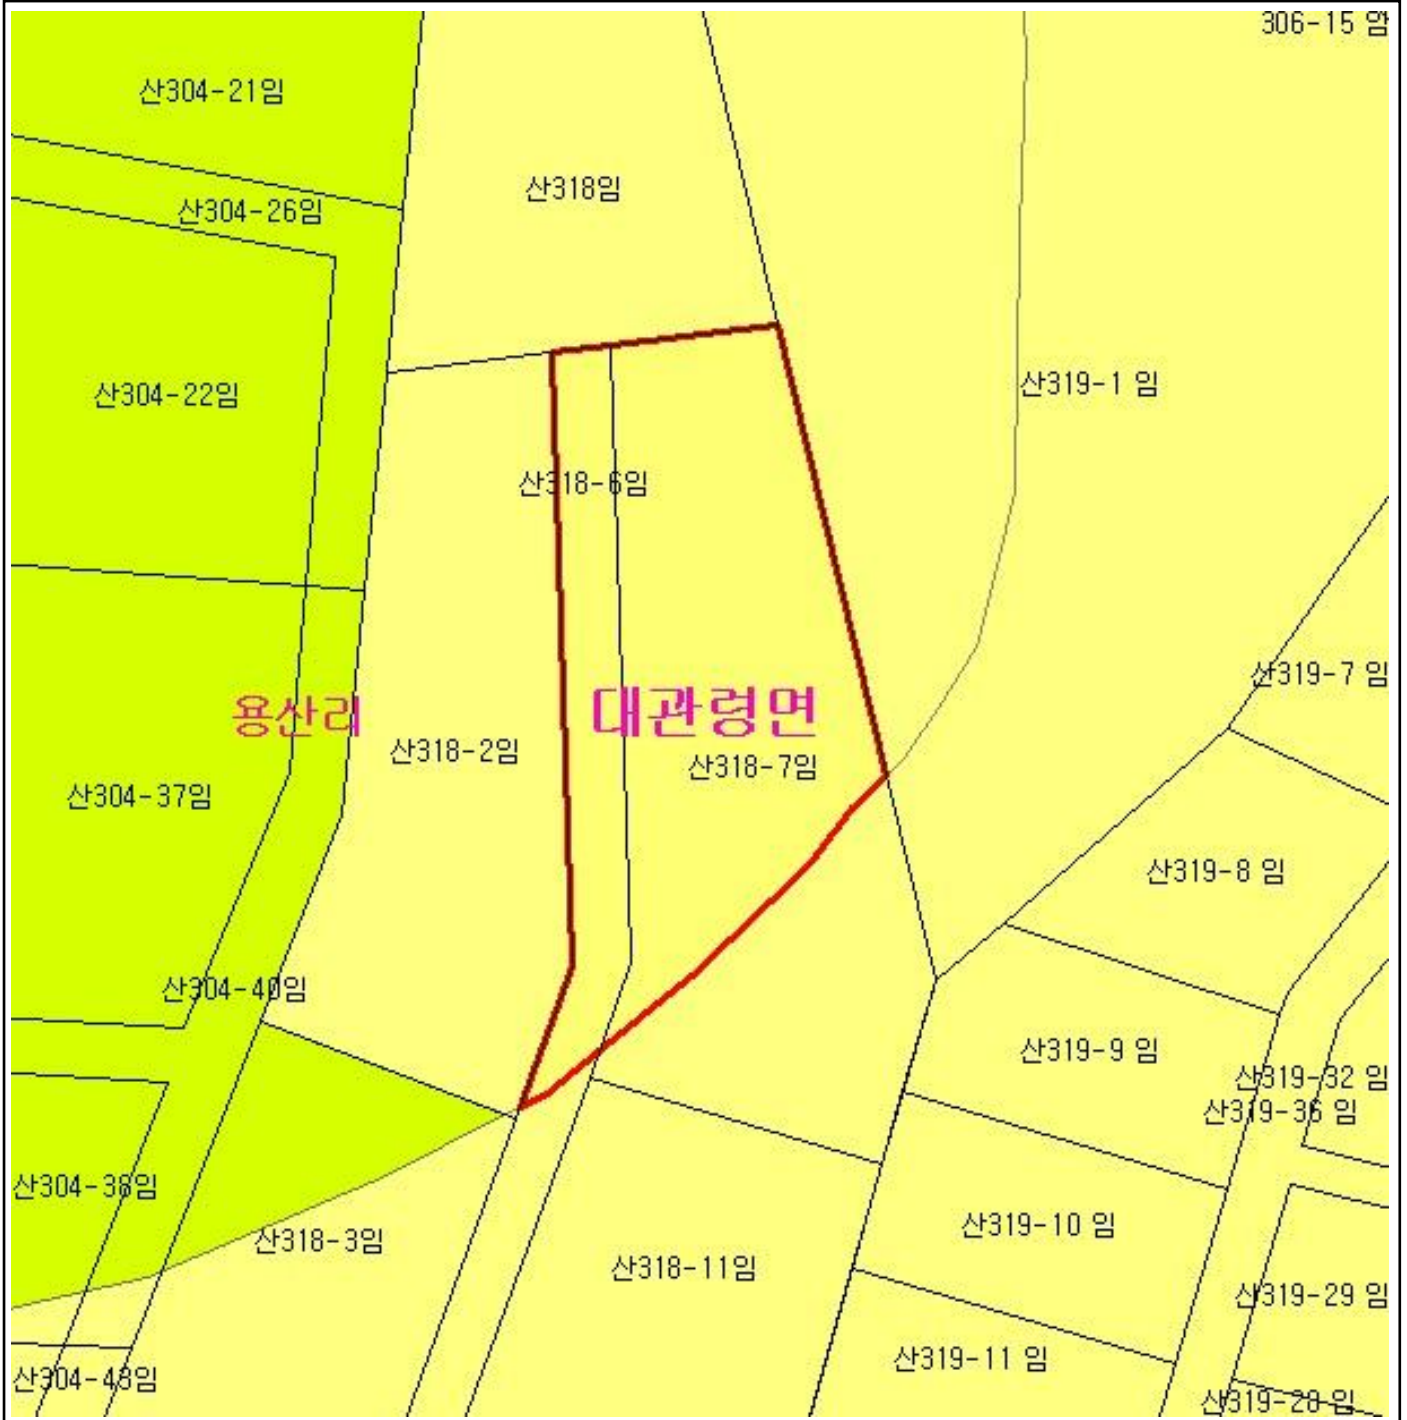 306-15 임
산304-21임
산318임
산304-26임
산319-1 임
산304-22임
산318-6임
산319-7 임
용산리
대관령면
산318-2임
산318-7임
산304-37임
산319-8 임
산304-40임
산319-9 임
산319-32 임
산319-36 임
산304-38임
산319-10 임
산318-3임
산318-11임
산319-29 임
산319-11 임
산304-43임
산319-28 임